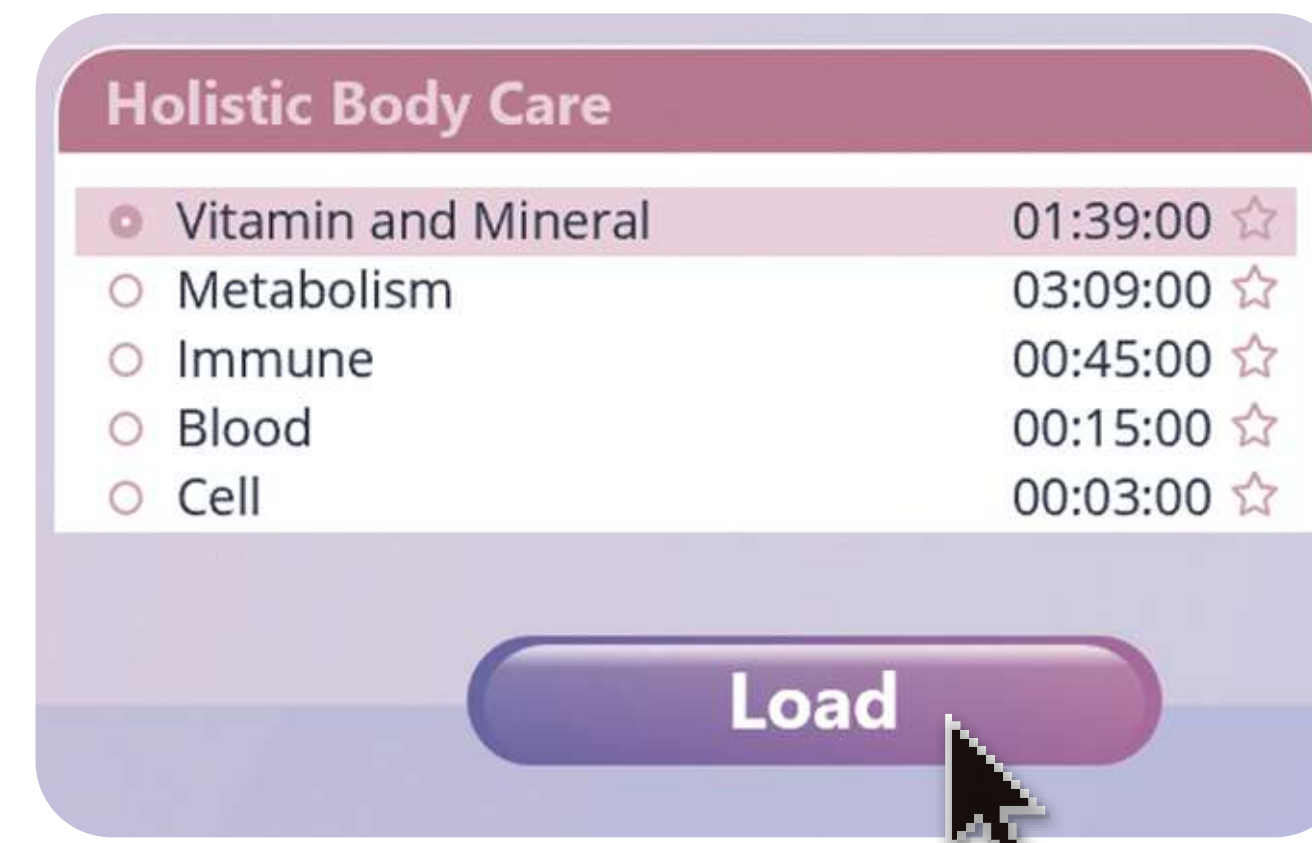 Holistic Body Care
Vitamin and Mineral 01:39:00
Metabolism 03:09:00
Immune 00:45:00
Blood 00:15:00
Cell 00:03:00
Load